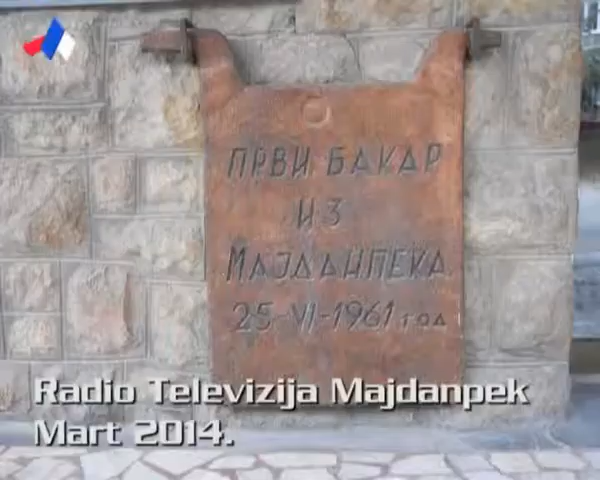 ПРВИ БАКАР
ИЗ
МАЈДАНПЕКА
25-VI-1961 год
Radio Televizija Majdanpek
Mart 2014.